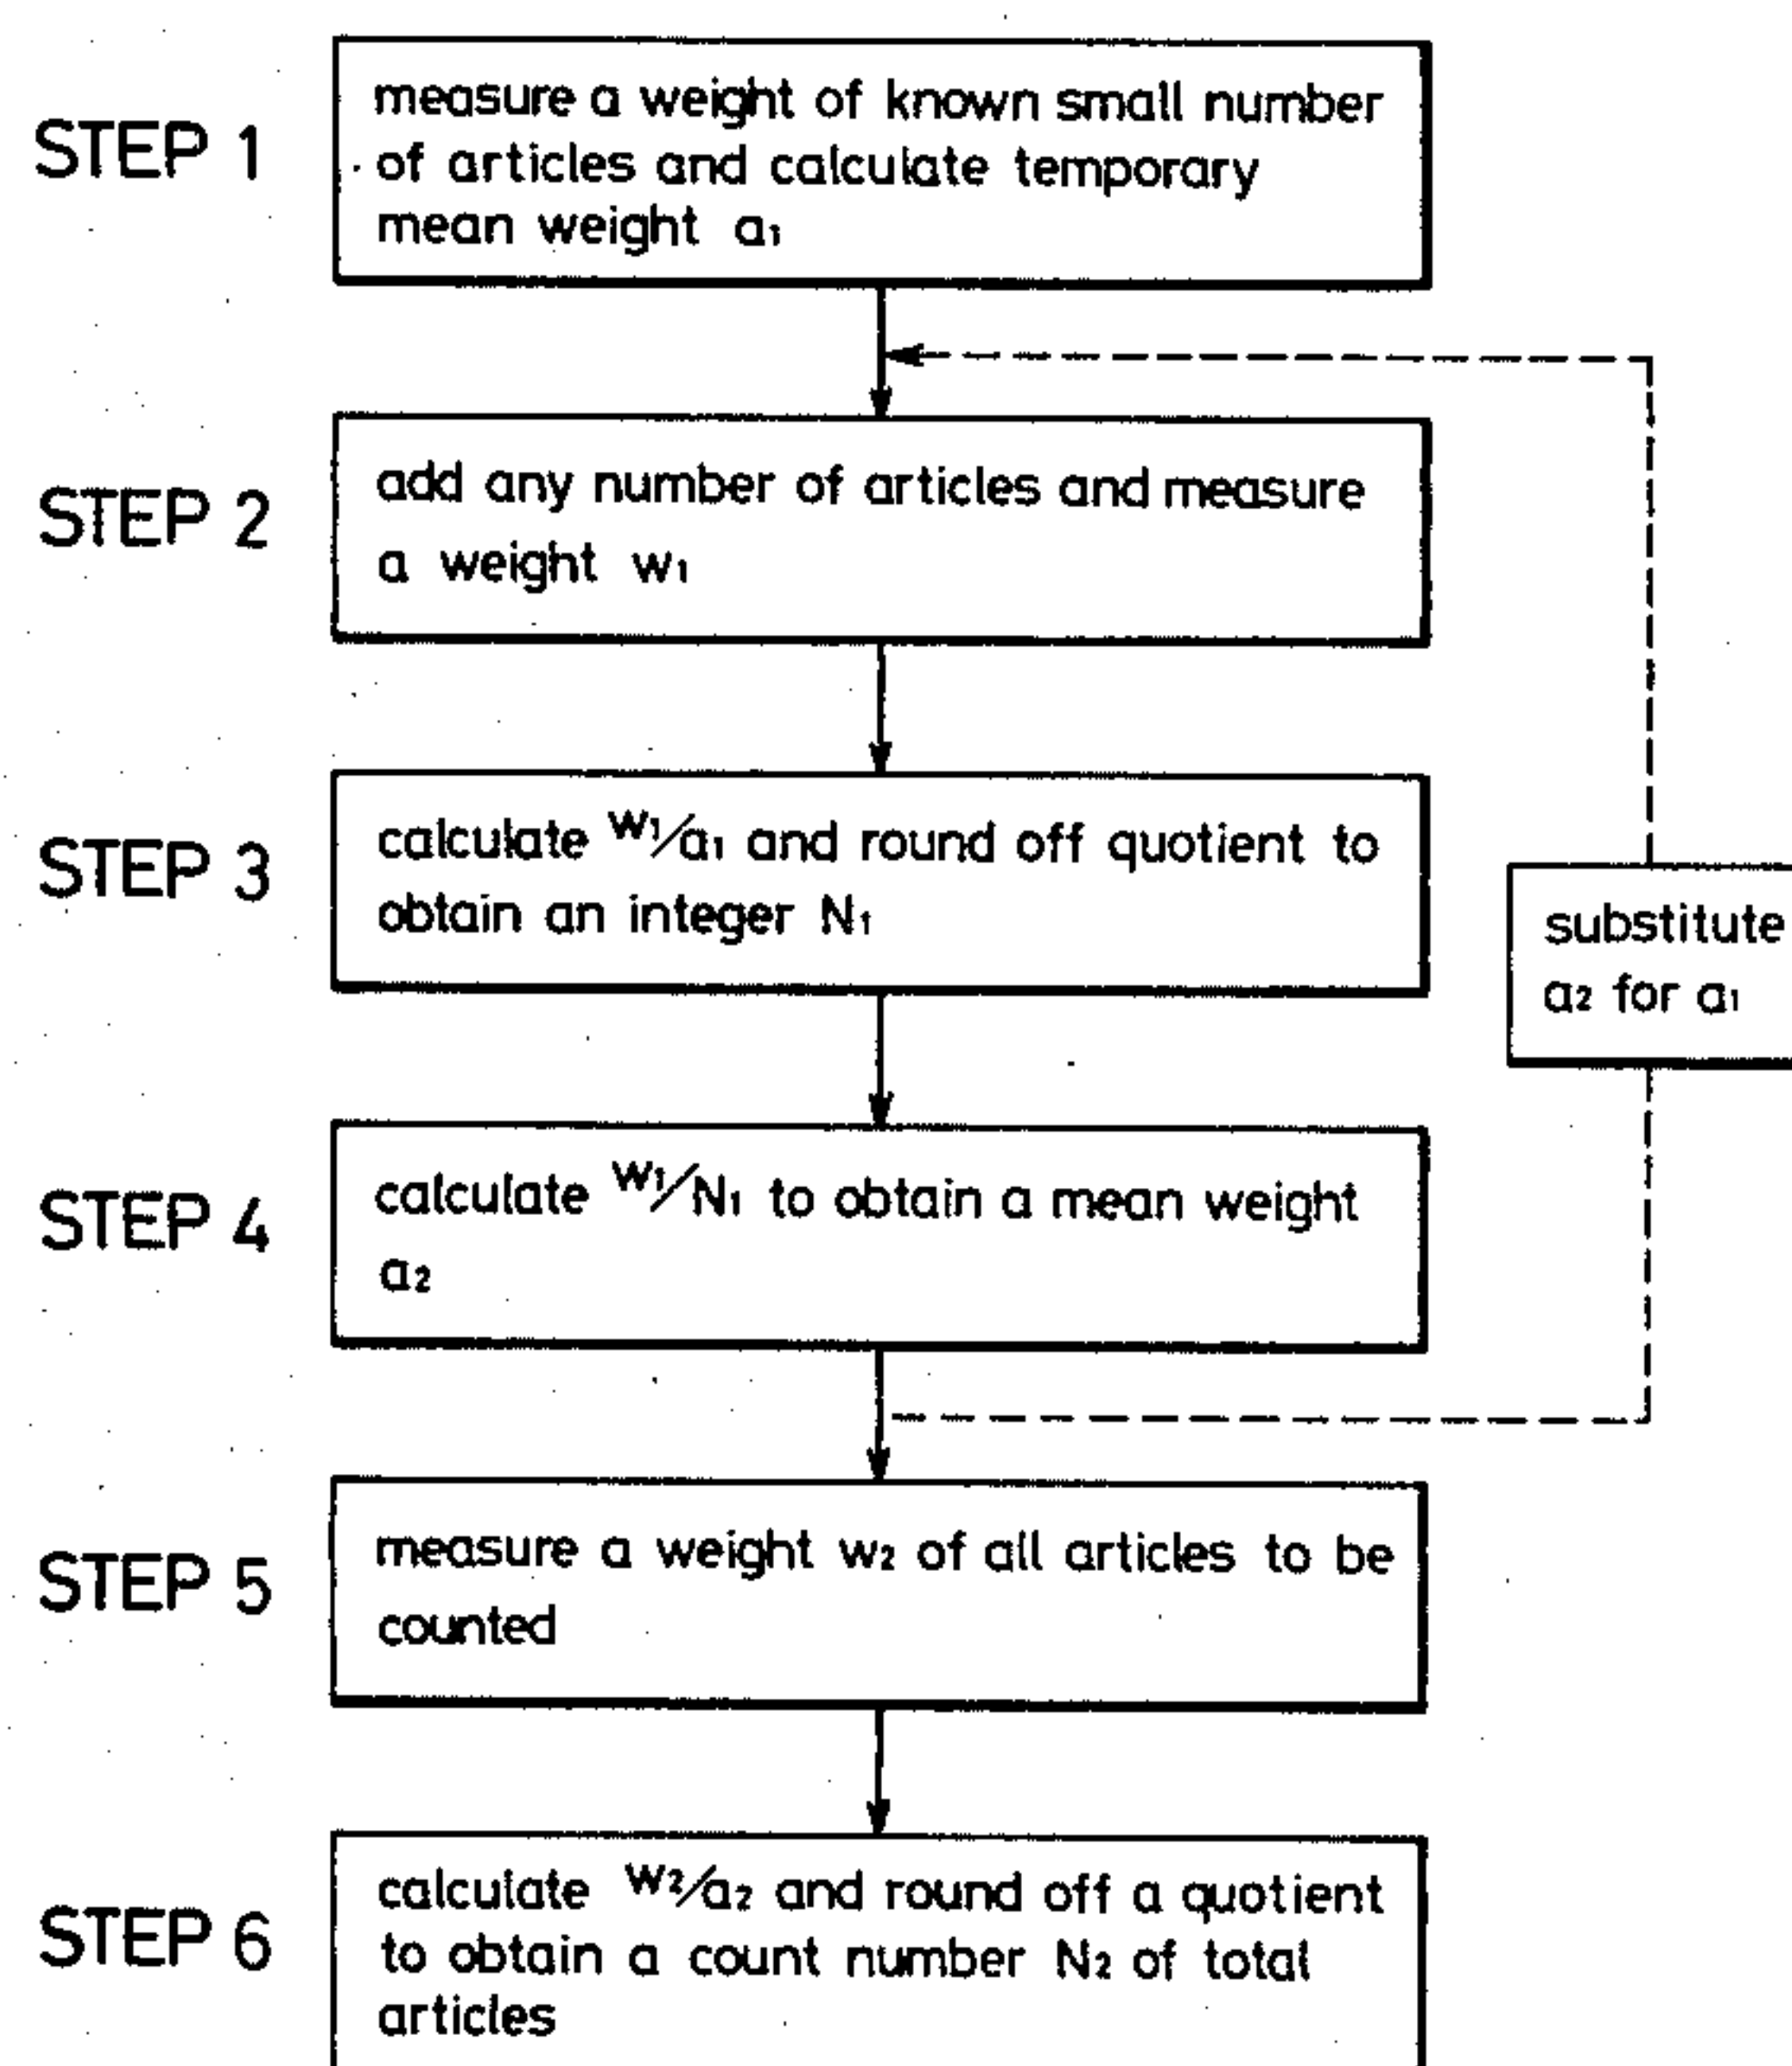 STEP 1
measure a weight of known small number
of articles and calculate temporary
mean weight a₁
STEP 2
add any number of articles and measure
a weight w₁
STEP 3
calculate w₁/a₁ and round off quotient to
obtain an integer N₁
substitute
a₂ for a₁
STEP 4
calculate w₁/N₁ to obtain a mean weight
a₂
STEP 5
measure a weight w₂ of all articles to be
counted
STEP 6
calculate w₂/a₂ and round off a quotient
to obtain a count number N₂ of total
articles